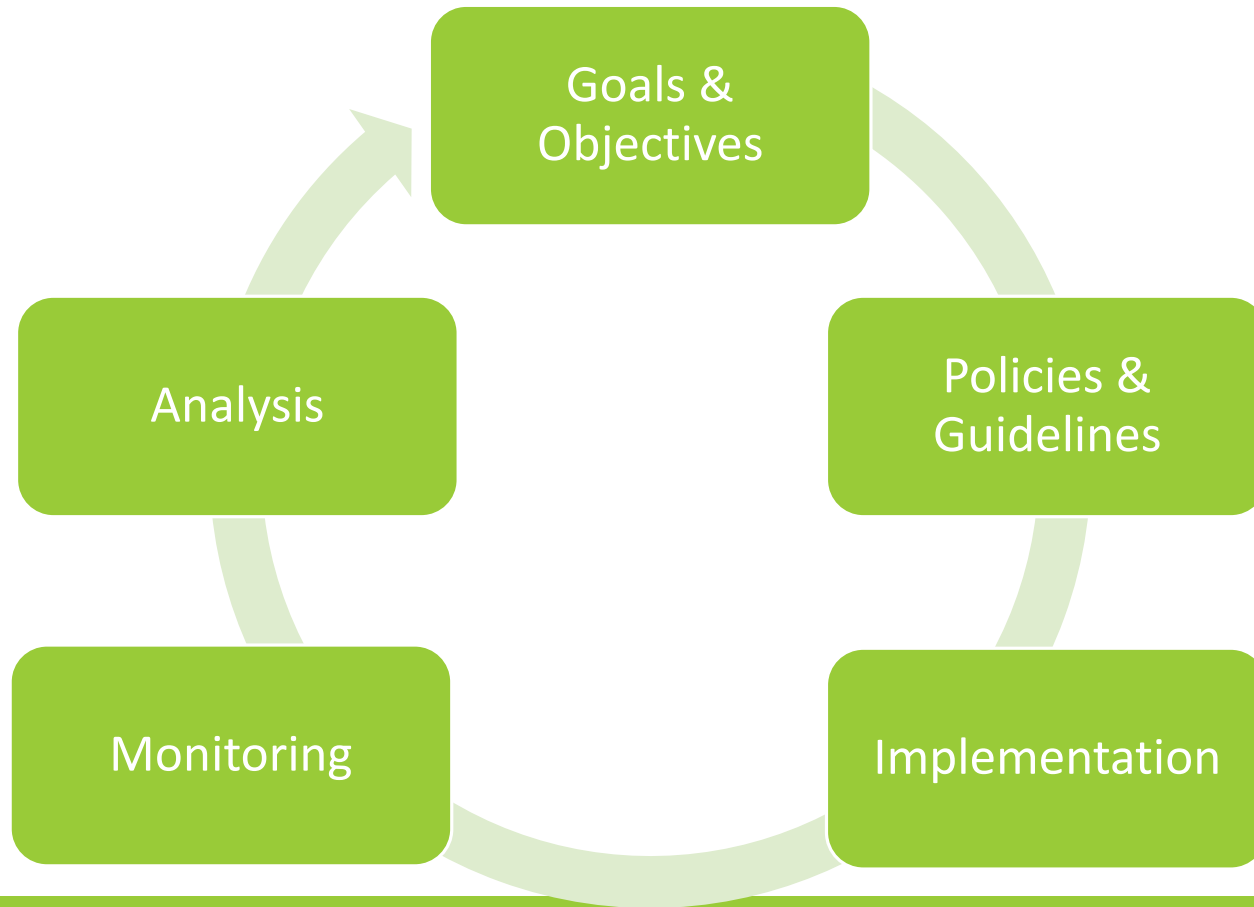 Goals &
Objectives
Policies &
Guidelines
Implementation
Monitoring
Analysis